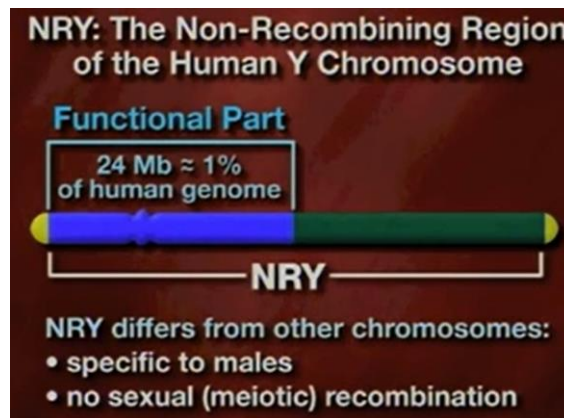 NRY: The Non-Recombining Region
of the Human Y Chromosome
Functional Part
24 Mb ≈ 1%
of human genome
NRY
NRY differs from other chromosomes:
• specific to males
• no sexual (meiotic) recombination